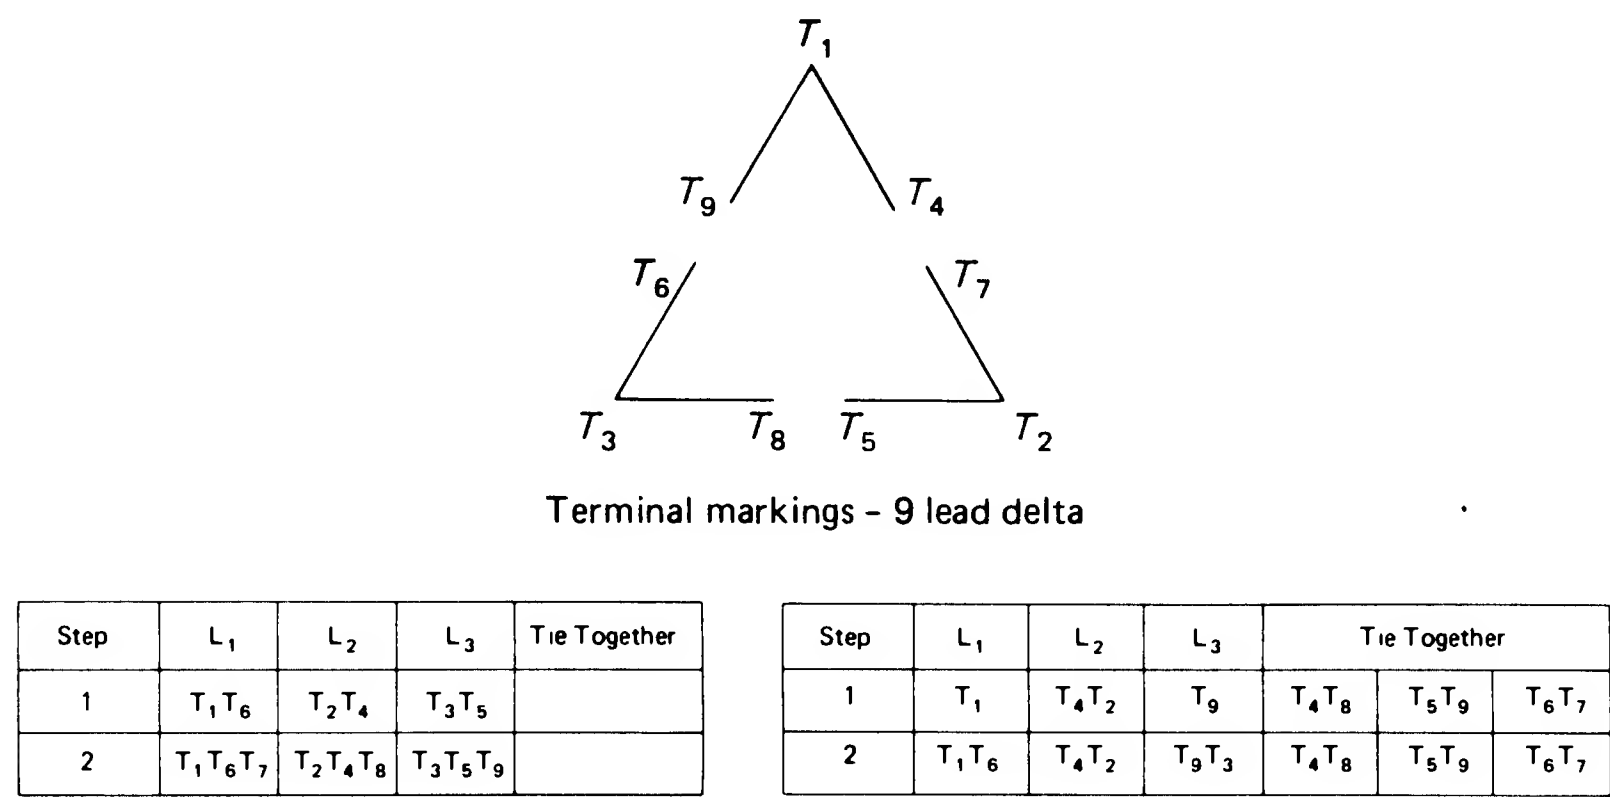 T1
T9 T4
T6 T7
T3 T8 T5 T2
Terminal markings – 9 lead delta
Step L1 L2 L3 Tie Together
1 T1T6 T2T4 T3T5
2 T1T6T7 T2T4T8 T3T5T9
Step L1 L2 L3 Tie Together
1 T1 T4T2 T9 T4T8 T5T9 T6T7
2 T1T6 T4T2 T9T3 T4T8 T5T9 T6T7